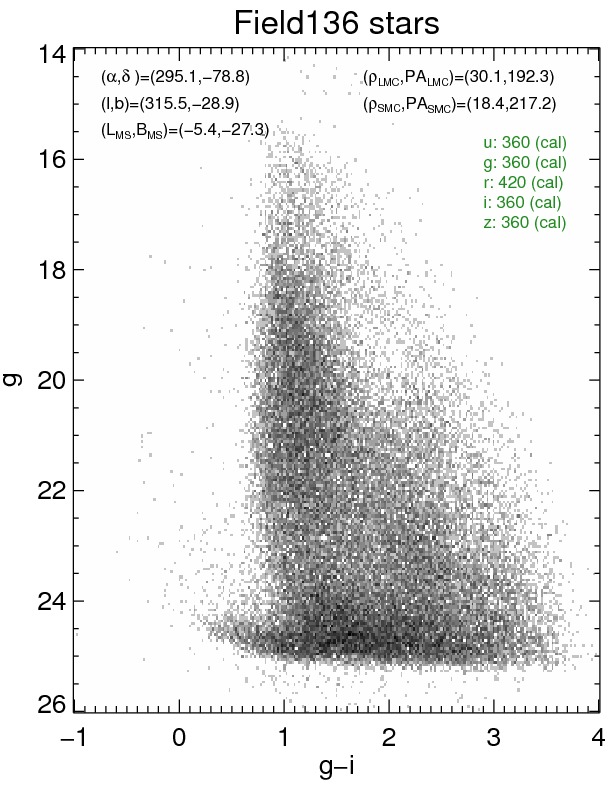 Field136 stars
14
(α,δ )=(295.1,−78.8)
(ρLMC,PALMC)=(30.1,192.3)
(l,b)=(315.5,−28.9)
(ρSMC,PASMC)=(18.4,217.2)
(LMS,BMS)=(−5.4,−27.3)
u: 360 (cal)
16
g: 360 (cal)
r: 420 (cal)
i: 360 (cal)
z: 360 (cal)
18
g
20
22
24
26
−1 0 1 2 3 4
g−i